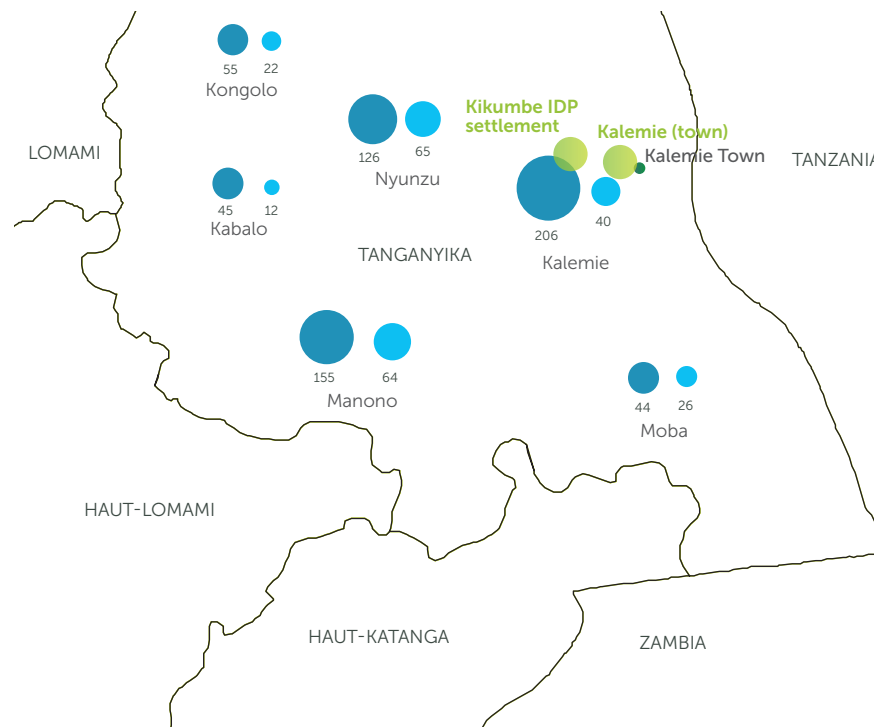 55
22
Kongolo
LOMAMI
126
65
Nyunzu
Kikumbe IDP
settlement
Kalemie (town)
Kalemie Town
TANZANIA
45
12
Kabalo
206
40
Kalemie
TANGANYIKA
155
64
Manono
44
26
Moba
HAUT-LOMAMI
HAUT-KATANGA
ZAMBIA